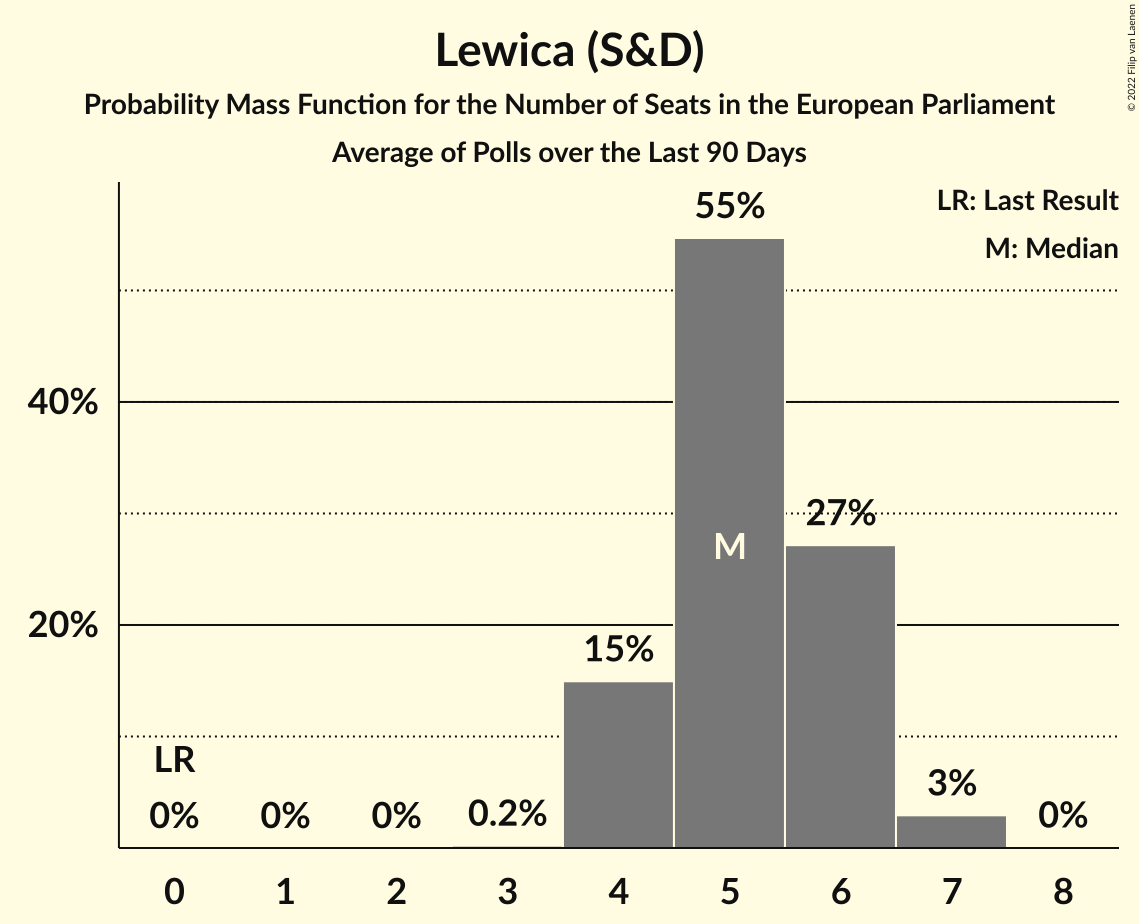 Lewica (S&D)
Probability Mass Function for the Number of Seats in the European Parliament
Average of Polls over the Last 90 Days
© 2022 Filip van Laenen
LR: Last Result
M: Median
55%
40%
27%
M
20%
15%
LR
3%
0%
0%
0%
0.2%
0%
0
1
2
3
4
5
6
7
8